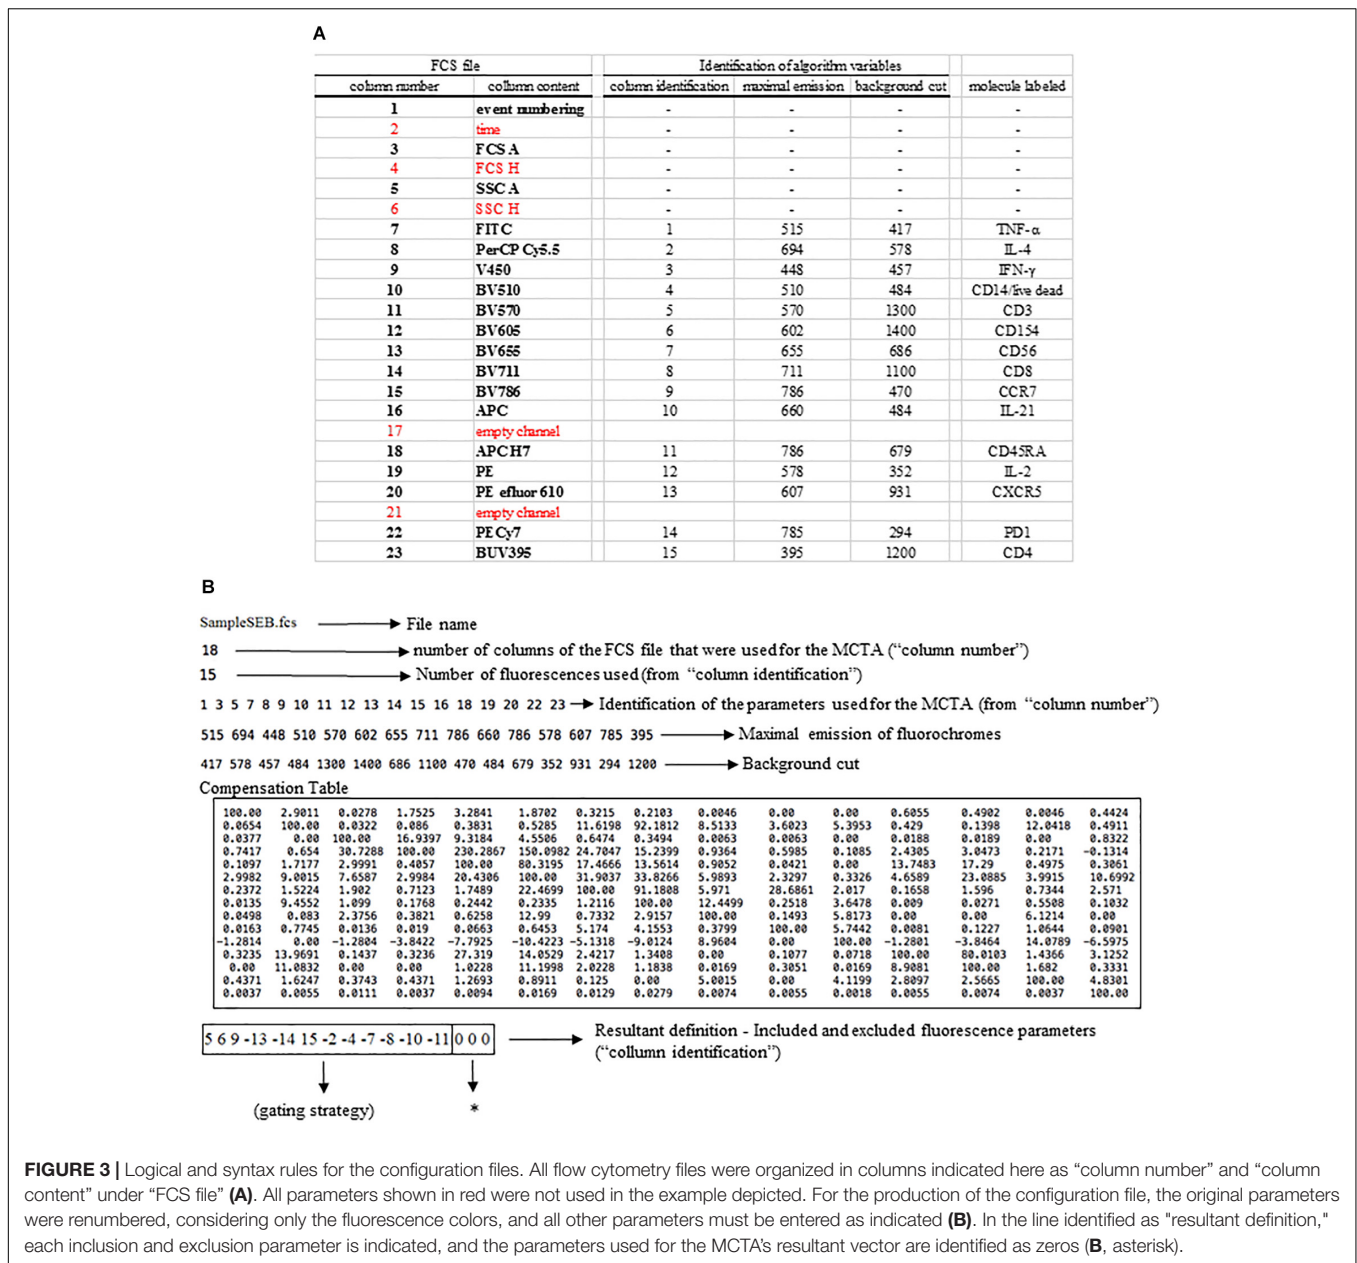 A
FCS file Identification of algorithm variables
column number collumn content column identification maximal emission background cut molecule labeled
1 event numbering - - - -
2 time - - - -
3 FCS A - - - -
4 FCS H - - - -
5 SSC A - - - -
6 SSC H - - - -
7 FITC 1 515 417 TNF-α
8 PerCP Cy5.5 2 694 578 IL-4
9 V450 3 448 457 IFN-γ
10 BV510 4 510 484 CD14/live dead
11 BV570 5 570 1300 CD3
12 BV605 6 602 1400 CD154
13 BV655 7 655 686 CD56
14 BV711 8 711 1100 CD8
15 BV786 9 786 470 CCR7
16 APC 10 660 484 IL-21
17 empty channel
18 APCH7 11 786 679 CD45RA
19 PE 12 578 352 IL-2
20 PE efluor 610 13 607 931 CXCR5
21 empty channel
22 PE Cy7 14 785 294 PD1
23 BUV395 15 395 1200 CD4
B
SampleSEB.fcs File name
18 number of columns of the FCS file that were used for the MCTA (“column number”)
15 Number of fluorescences used (from “column identification”)
1 3 5 7 8 9 10 11 12 13 14 15 16 18 19 20 22 23 Identification of the parameters used for the MCTA (from “column number”)
515 694 448 510 570 602 655 711 786 660 786 578 607 785 395 Maximal emission of fluorochromes
417 578 457 484 1300 1400 686 1100 470 484 679 352 931 294 1200 Background cut
Compensation Table
100.00 2.9011 0.0278 1.7525 3.2841 1.8702 0.3215 0.2103 0.0046 0.00 0.00 0.6055 0.4902 0.0046 0.4424
0.0654 100.00 0.0322 0.086 0.3831 0.5285 11.6198 92.1812 8.5133 3.6023 5.3953 0.429 0.1398 12.0418 0.4911
0.0377 0.00 100.00 16.9397 9.3184 4.5506 0.6474 0.3494 0.0063 0.0063 0.00 0.0188 0.0189 0.00 0.8322
0.7417 0.654 30.7288 100.00 230.2867 150.0982 24.7047 15.2399 0.9364 0.5985 0.1085 2.4305 3.0473 0.2171 -0.1314
0.1097 1.7177 2.9991 0.4057 100.00 80.3195 17.4666 13.5614 0.9052 0.0421 0.00 13.7483 17.29 0.4975 0.3061
2.9982 9.0015 7.6587 2.9984 20.4306 100.00 31.9037 33.8266 5.9893 2.3297 0.3326 4.6589 23.0885 3.9915 10.6992
0.2372 1.5224 1.902 0.7123 1.7489 22.4699 100.00 91.1808 5.971 28.6861 2.017 0.1658 1.596 0.7344 2.571
0.0135 9.4552 1.099 0.1768 0.2442 0.2335 1.2116 100.00 12.4499 0.2518 3.6478 0.009 0.0271 0.5508 0.1032
0.0498 0.083 2.3756 0.3821 0.6258 12.99 0.7332 2.9157 100.00 0.1493 5.8173 0.00 0.00 6.1214 0.00
0.0163 0.7745 0.0136 0.019 0.0663 0.6453 5.174 4.1553 0.3799 100.00 5.7442 0.0081 0.1227 1.0644 0.0901
-1.2814 0.00 -1.2804 -3.8422 -7.7925 -10.4223 -5.1318 -9.0124 8.9604 0.00 100.00 -1.2801 -3.8464 14.0789 -6.5975
0.3235 13.9691 0.1437 0.3236 27.319 14.0529 2.4217 1.3408 0.00 0.1077 0.0718 100.00 80.0103 1.4366 3.1252
0.00 11.0832 0.00 0.00 1.0228 11.1998 2.0228 1.1838 0.0169 0.3051 0.0169 8.9081 100.00 1.682 0.3331
0.4371 1.6247 0.3743 0.4371 1.2693 0.8911 0.125 0.00 5.0015 0.00 4.1199 2.8097 2.5665 100.00 4.8301
0.0037 0.0055 0.0111 0.0037 0.0094 0.0169 0.0129 0.0279 0.0074 0.0055 0.0018 0.0055 0.0074 0.0037 100.00
5 6 9 -13 -14 15 -2 -4 -7 -8 -10 -11 0 0 0 Resultant definition - Included and excluded fluorescence parameters
(“collumn identification”)
(gating strategy) *
FIGURE 3 | Logical and syntax rules for the configuration files. All flow cytometry files were organized in columns indicated here as “column number” and “column
content” under “FCS file” (A). All parameters shown in red were not used in the example depicted. For the production of the configuration file, the original parameters
were renumbered, considering only the fluorescence colors, and all other parameters must be entered as indicated (B). In the line identified as "resultant definition,"
each inclusion and exclusion parameter is indicated, and the parameters used for the MCTA’s resultant vector are identified as zeros (B, asterisk).